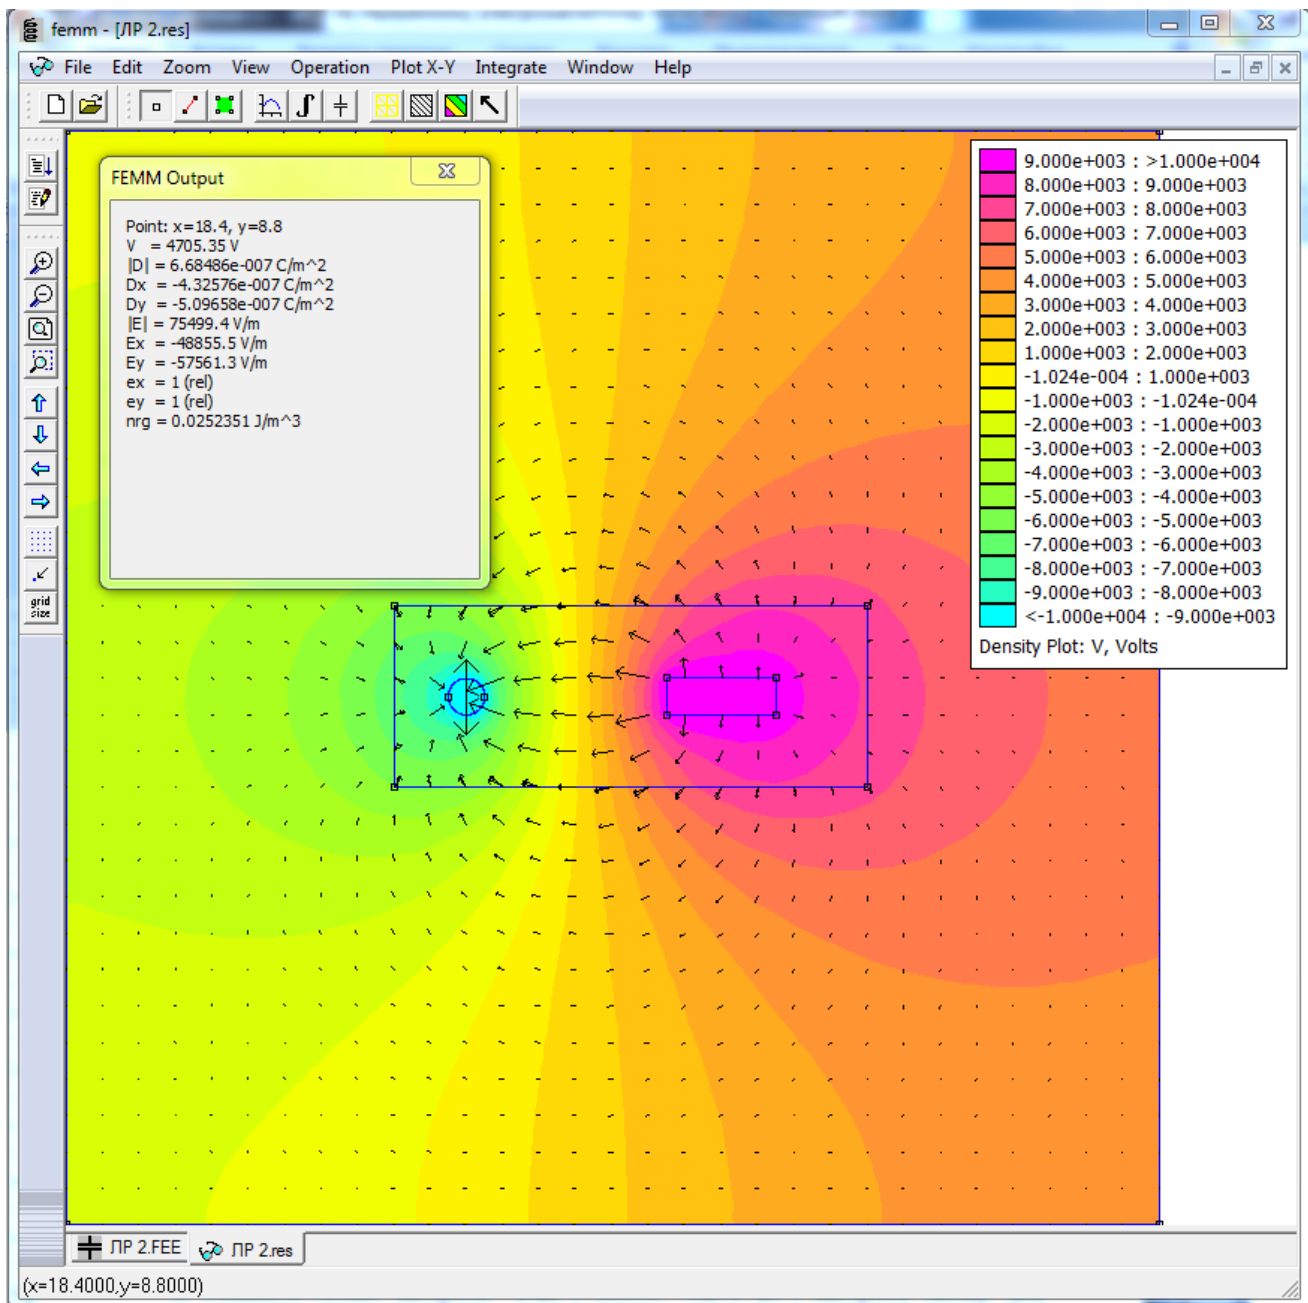 femm - [ЛР 2.res]
File Edit Zoom View Operation Plot X-Y Integrate Window Help
FEMM Output
Point: x=18.4, y=8.8
V = 4705.35 V
|D| = 6.68486e-007 C/m^2
Dx = -4.32576e-007 C/m^2
Dy = -5.09658e-007 C/m^2
|E| = 75499.4 V/m
Ex = -48855.5 V/m
Ey = -57561.3 V/m
ex = 1 (rel)
ey = 1 (rel)
nrg = 0.0252351 J/m^3
9.000e+003 : >1.000e+004
8.000e+003 : 9.000e+003
7.000e+003 : 8.000e+003
6.000e+003 : 7.000e+003
5.000e+003 : 6.000e+003
4.000e+003 : 5.000e+003
3.000e+003 : 4.000e+003
2.000e+003 : 3.000e+003
1.000e+003 : 2.000e+003
-1.024e-004 : 1.000e+003
-1.000e+003 : -1.024e-004
-2.000e+003 : -1.000e+003
-3.000e+003 : -2.000e+003
-4.000e+003 : -3.000e+003
-5.000e+003 : -4.000e+003
-6.000e+003 : -5.000e+003
-7.000e+003 : -6.000e+003
-8.000e+003 : -7.000e+003
-9.000e+003 : -8.000e+003
<-1.000e+004 : -9.000e+003
Density Plot: V, Volts
grid
size
ЛР 2.FEE
ЛР 2.res
(x=18.4000,y=8.8000)